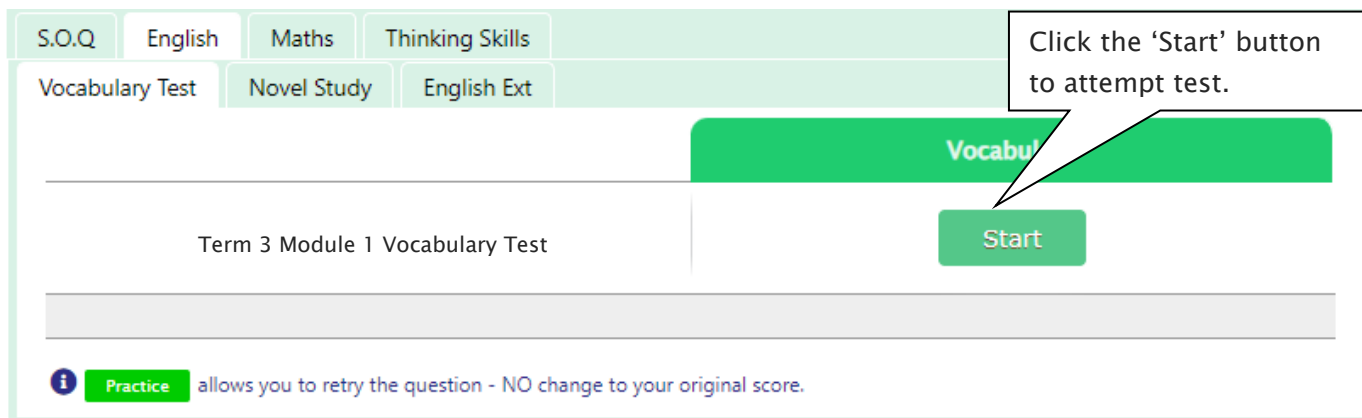 S.O.Q English Maths Thinking Skills
Click the ‘Start’ button
to attempt test.
Vocabulary Test Novel Study English Ext
Term 3 Module 1 Vocabulary Test
Start
Practice allows you to retry the question - NO change to your original score.